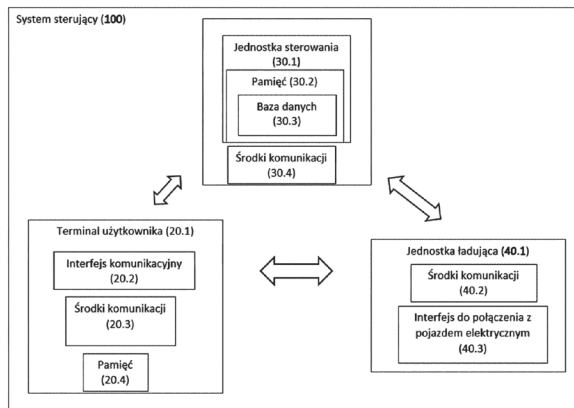 System sterujący (100)
Jednostka sterowania
(30.1)
Pamięć (30.2)
Baza danych
(30.3)
Środki komunikacji
(30.4)
Terminal użytkownika (20.1)
Interfejs komunikacyjny
(20.2)
Środki komunikacji
(20.3)
Pamięć
(20.4)
Jednostka ładująca (40.1)
Środki komunikacji
(40.2)
Interfejs do połączenia z
pojazdem elektrycznym
(40.3)